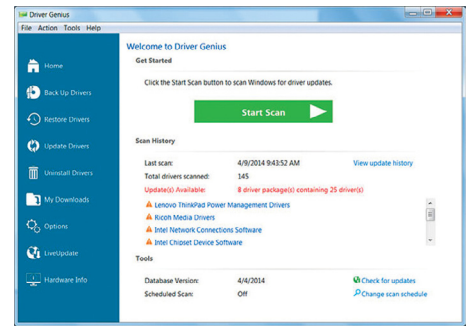 Driver Genius
File Action Tools Help
Home
Back Up Drivers
Restore Drivers
Update Drivers
Uninstall Drivers
My Downloads
Options
LiveUpdate
Hardware Info
Welcome to Driver Genius
Get Started
Click the Start Scan button to scan Windows for driver updates.
Start Scan
Scan History
Last scan: 4/9/2014 9:43:52 AM View update history
Total drivers scanned: 145
Update(s) Available: 8 driver package(s) containing 25 driver(s)
Lenovo ThinkPad Power Management Drivers
Ricoh Media Drivers
Intel Network Connections Software
Intel Chipset Device Software
Tools
Database Version: 4/4/2014 Check for updates
Scheduled Scan: Off Change scan schedule